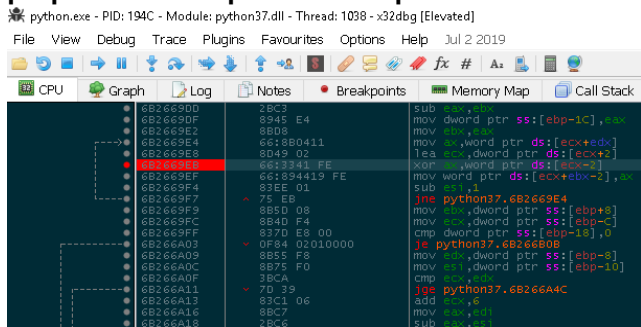 python.exe - PID: 194C - Module: python37.dll - Thread: 1038 - x32dbg [Elevated]
File View Debug Trace Plugins Favourites Options Help Jul 2 2019
CPU Graph Log Notes Breakpoints Memory Map Call Stack
6B2669DD 2BC3 sub eax,ebx
6B2669DF 8945 E4 mov dword ptr ss:[ebp-1C],eax
6B2669E2 8BD8 mov ebx,eax
6B2669E4 66:8B0411 mov ax,word ptr ds:[ecx+edx]
6B2669E8 8D49 02 lea ecx,dword ptr ds:[ecx+2]
6B2669EB 66:3341 FE xor ax,word ptr ds:[ecx-2]
6B2669EF 66:894419 FE mov word ptr ds:[ecx+ebx-2],ax
6B2669F4 83EE 01 sub esi,1
6B2669F7 75 EB jne python37.6B2669E4
6B2669F9 8B5D 08 mov ebx,dword ptr ss:[ebp+8]
6B2669FC 8B4D F4 mov ecx,dword ptr ss:[ebp-C]
6B2669FF 837D E8 00 cmp dword ptr ss:[ebp-18],0
6B266A03 0F84 02010000 je python37.6B266B0B
6B266A09 8B55 F8 mov edx,dword ptr ss:[ebp-8]
6B266A0C 8B75 F0 mov esi,dword ptr ss:[ebp-10]
6B266A0F 3BCA cmp ecx,edx
6B266A11 7D 39 jge python37.6B266A4C
6B266A13 83C1 06 add ecx,6
6B266A16 8BC7 mov eax,edi
6B266A18 2BC6 sub eax,esi